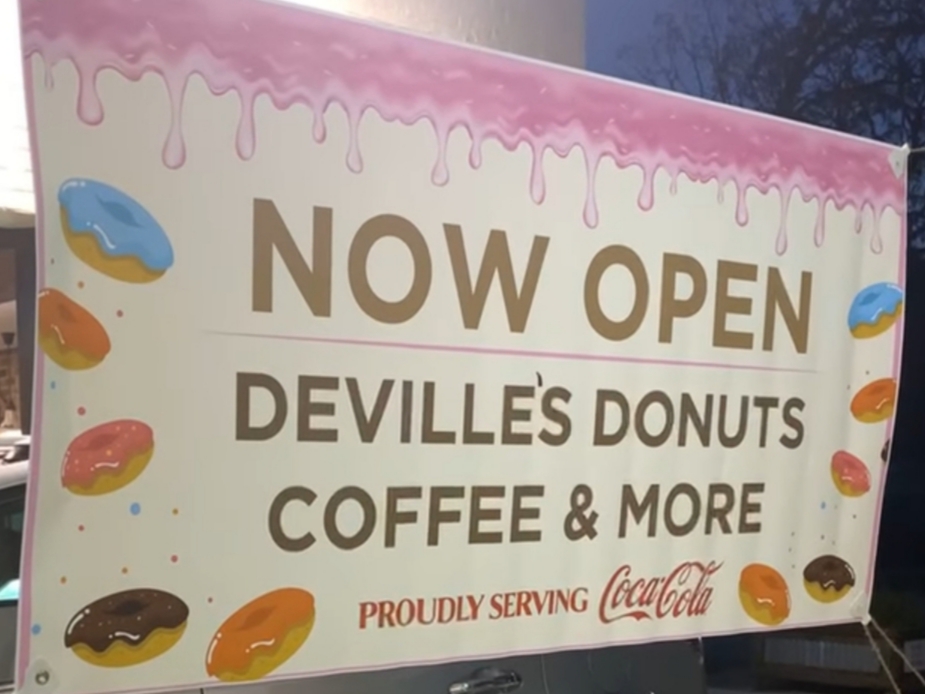 NOW OPEN
DEVILLE'S DONUTS
COFFEE & MORE
PROUDLY SERVING Coca-Cola